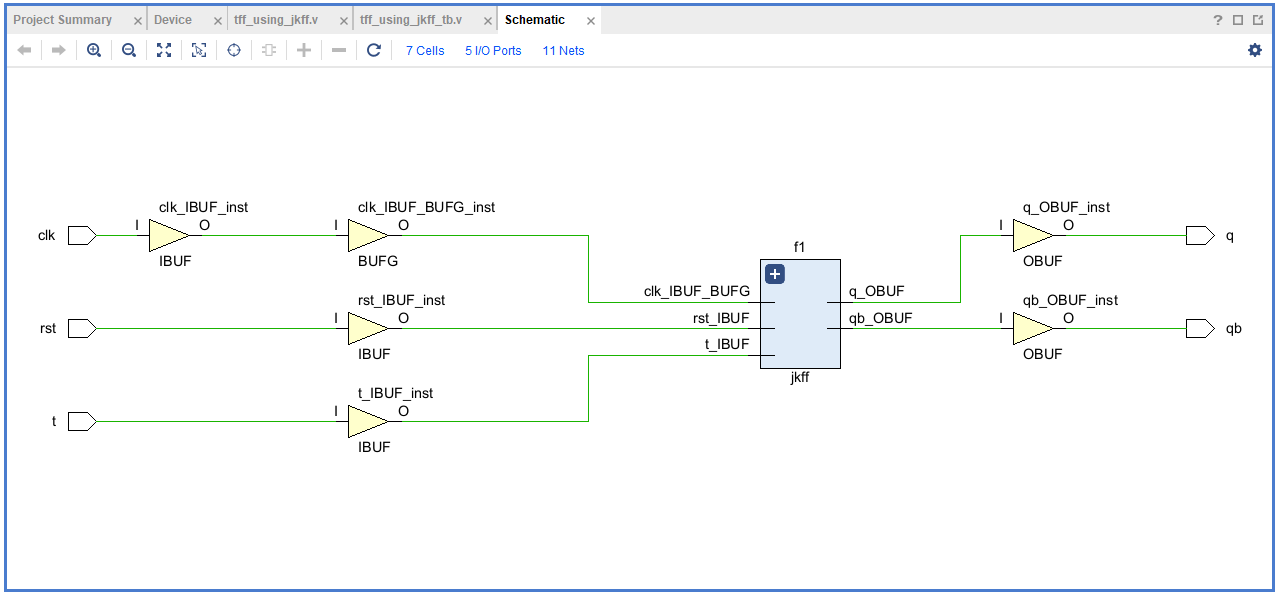 Project Summary × Device × tff_using_jkff.v × tff_using_jkff_tb.v × Schematic ×
?
7 Cells 5 I/O Ports 11 Nets
clk_IBUF_inst clk_IBUF_BUFG_inst q_OBUF_inst
clk I O I O I O q
IBUF BUFG OBUF
f1
clk_IBUF_BUFG q_OBUF
rst_IBUF_inst qb_OBUF_inst
rst I O rst_IBUF qb_OBUF I O qb
t_IBUF
IBUF OBUF
jkff
t_IBUF_inst
t I O
IBUF